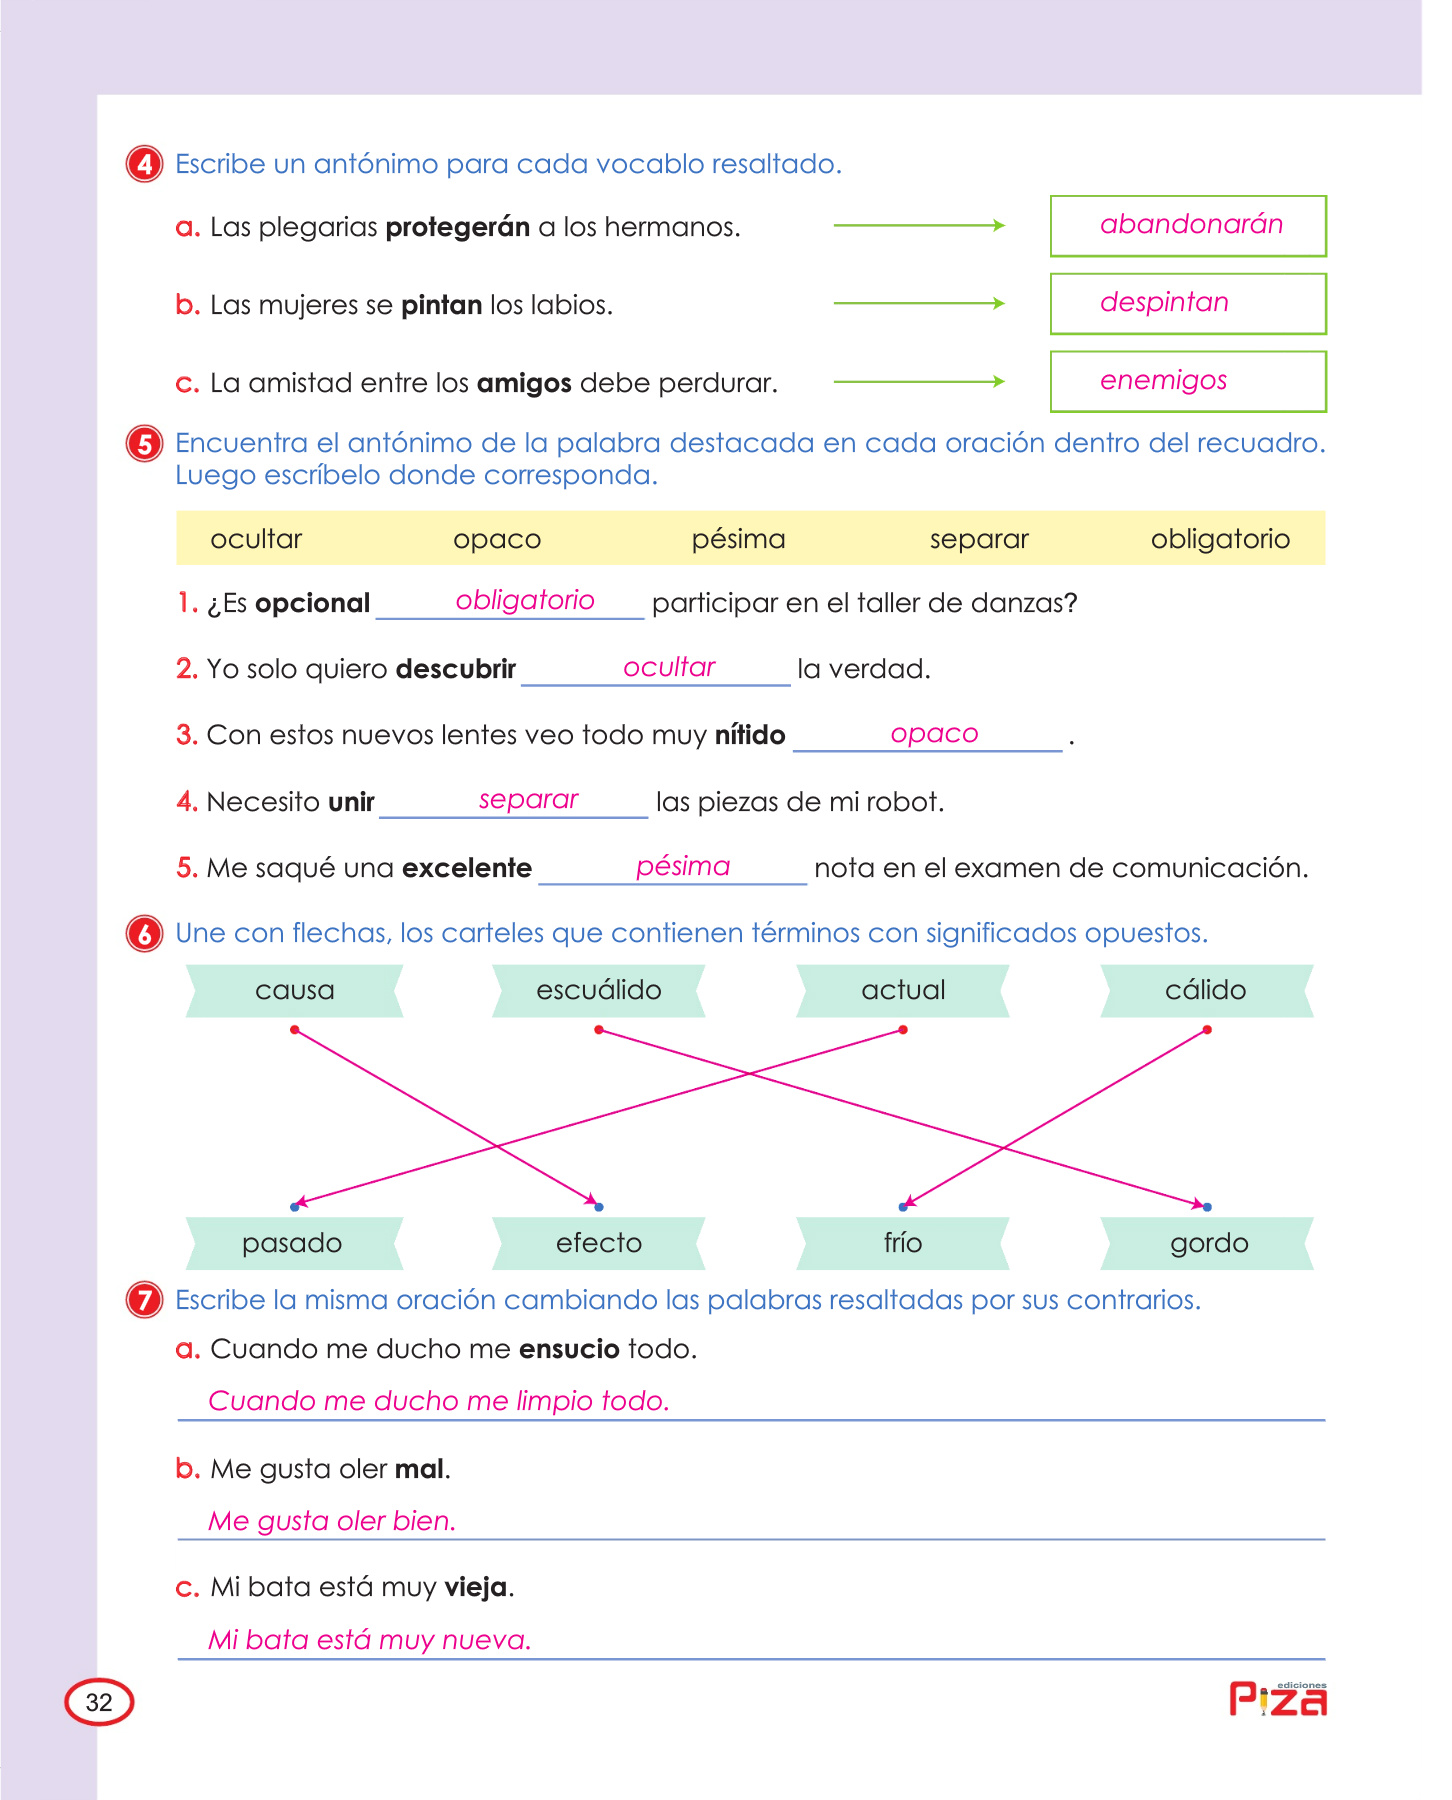 4 Escribe un antónimo para cada vocablo resaltado.
a. Las plegarias protegerán a los hermanos. abandonarán
b. Las mujeres se pintan los labios. despintan
c. La amistad entre los amigos debe perdurar. enemigos
5 Encuentra el antónimo de la palabra destacada en cada oración dentro del recuadro.
Luego escríbelo donde corresponda.
ocultar opaco pésima separar obligatorio
1. ¿Es opcional obligatorio participar en el taller de danzas?
2. Yo solo quiero descubrir ocultar la verdad.
3. Con estos nuevos lentes veo todo muy nítido opaco .
4. Necesito unir separar las piezas de mi robot.
5. Me saqué una excelente pésima nota en el examen de comunicación.
6 Une con flechas, los carteles que contienen términos con significados opuestos.
causa escuálido actual cálido
pasado efecto frío gordo
7 Escribe la misma oración cambiando las palabras resaltadas por sus contrarios.
a. Cuando me ducho me ensucio todo.
Cuando me ducho me limpio todo.
b. Me gusta oler mal.
Me gusta oler bien.
c. Mi bata está muy vieja.
Mi bata está muy nueva.
32
ediciones
Piza